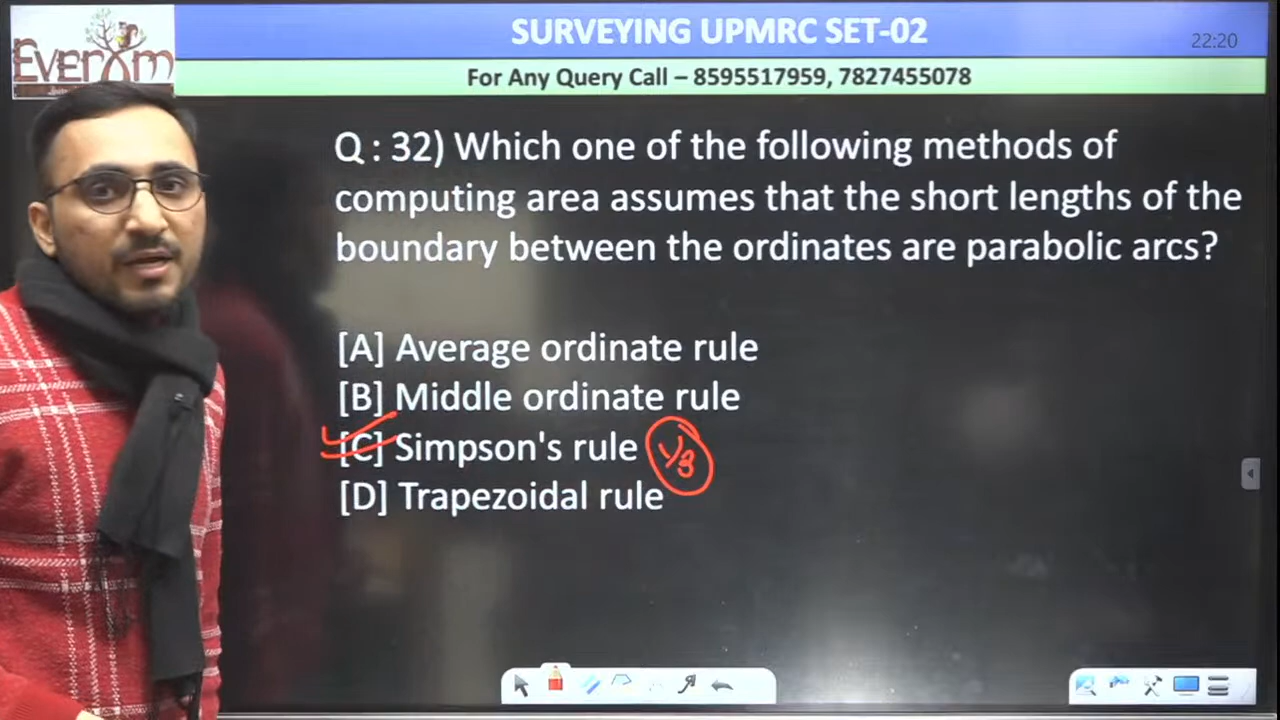 Everexam
SURVEYING UPMRC SET-02
22:20
For Any Query Call – 8595517959, 7827455078
Q : 32) Which one of the following methods of
computing area assumes that the short lengths of the
boundary between the ordinates are parabolic arcs?
[A] Average ordinate rule
[B] Middle ordinate rule
[C] Simpson's rule 1/3
[D] Trapezoidal rule